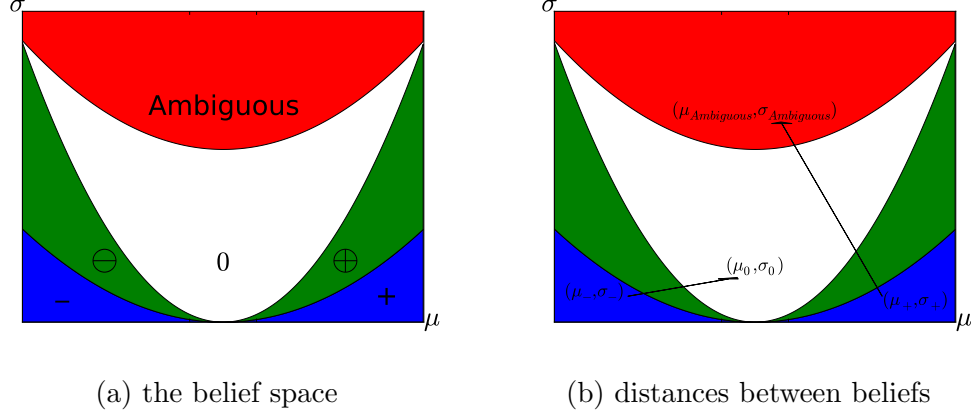 σ
Ambiguous
⊖
0
⊕
−
+
μ
(a) the belief space
σ
(μ_Ambiguous,σ_Ambiguous)
(μ_0,σ_0)
(μ_−,σ_−)
(μ_+,σ_+)
μ
(b) distances between beliefs